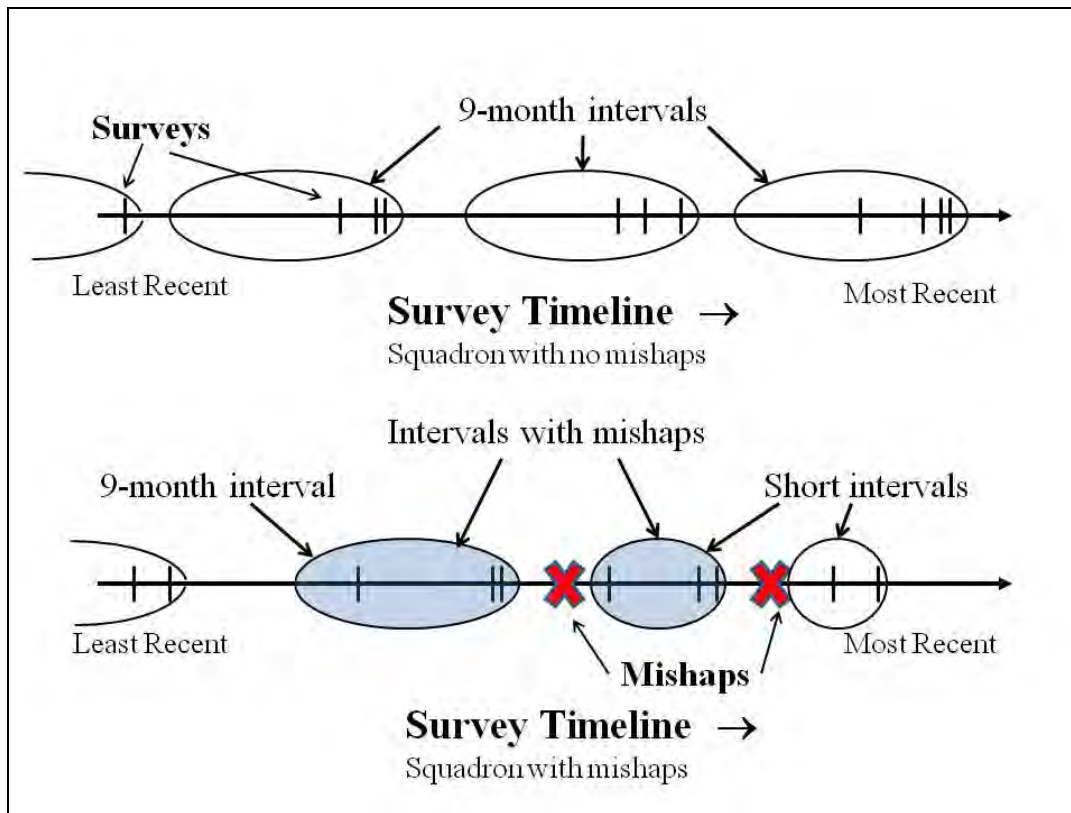 9-month intervals
Surveys
Least Recent
Most Recent
Survey Timeline →
Squadron with no mishaps
Intervals with mishaps
9-month interval
Short intervals
Least Recent
Most Recent
Mishaps
Survey Timeline →
Squadron with mishaps